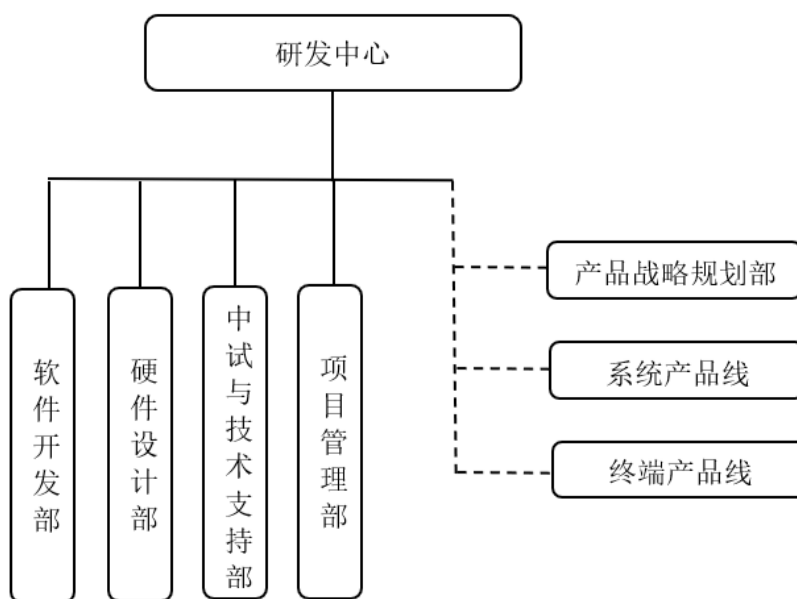 研发中心
软件开发部
硬件设计部
中试与技术支持部
项目管理部
产品战略规划部
系统产品线
终端产品线